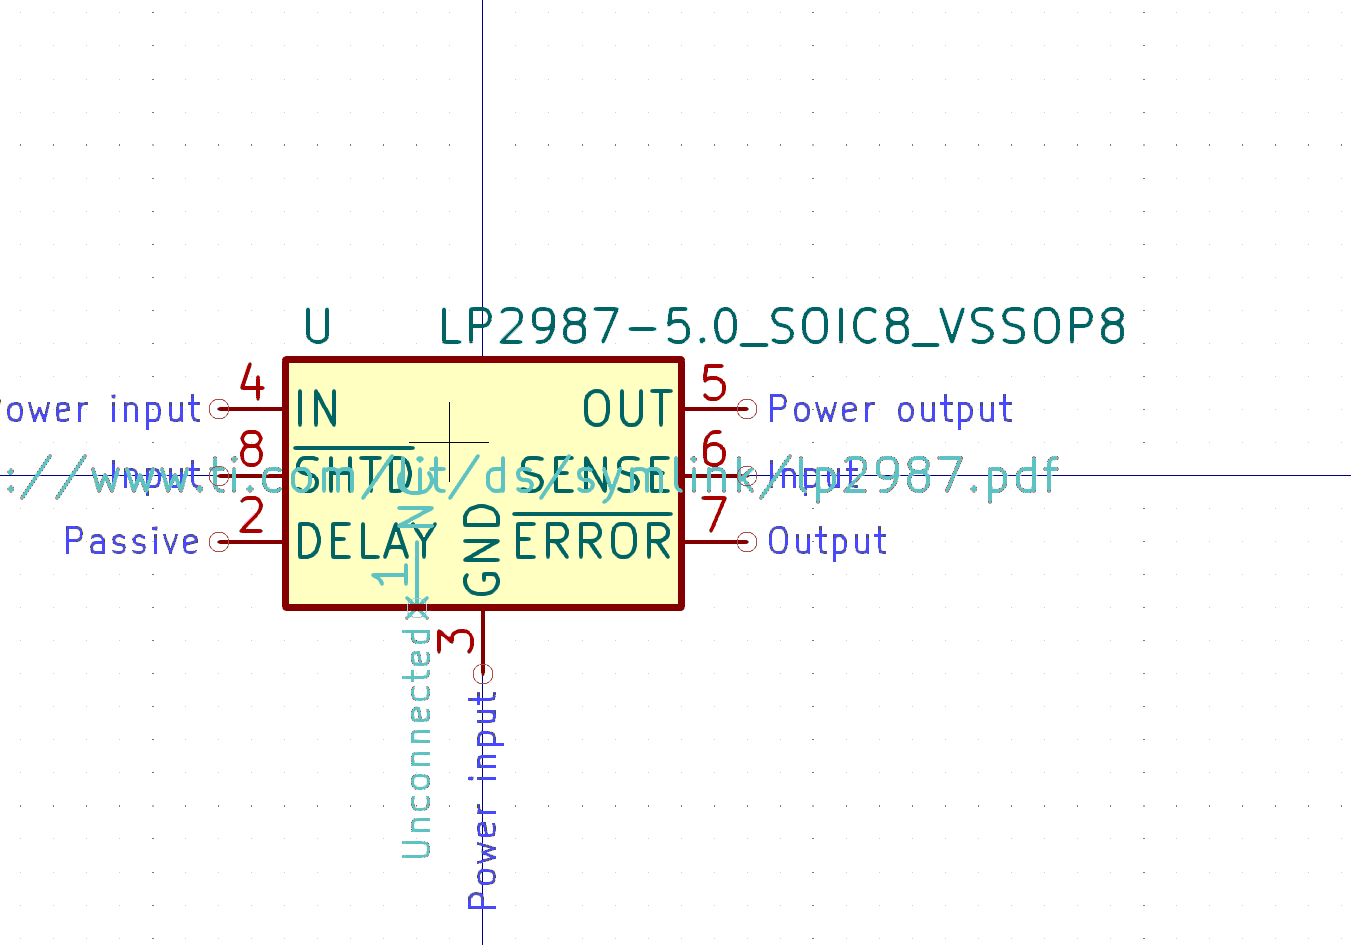 U LP2987-5.0_SOIC8_VSSOP8
ower input 4 IN OUT 5 Power output
Input 8 SHTD SENSE 6 Input
://www.ti.com/lit/ds/symlink/lp2987.pdf
Passive 2 DELAY ERROR 7 Output
NC 1 Unconnected
GND 3 Power input